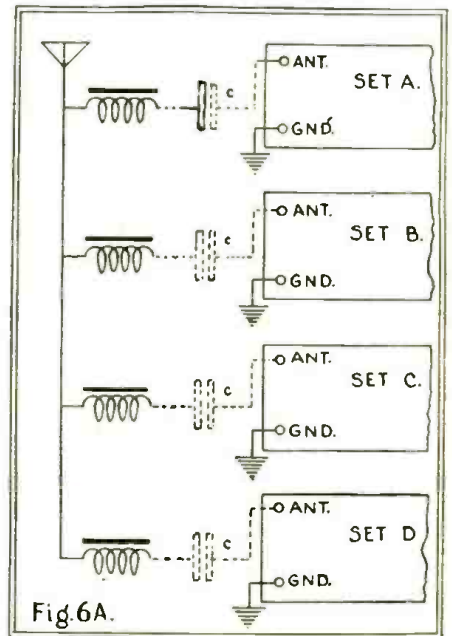 ANT.
C
SET A.
GND.
ANT.
C
SET B.
GND.
ANT.
C
SET C.
GND.
ANT.
C
SET D
GND.
Fig.6A.